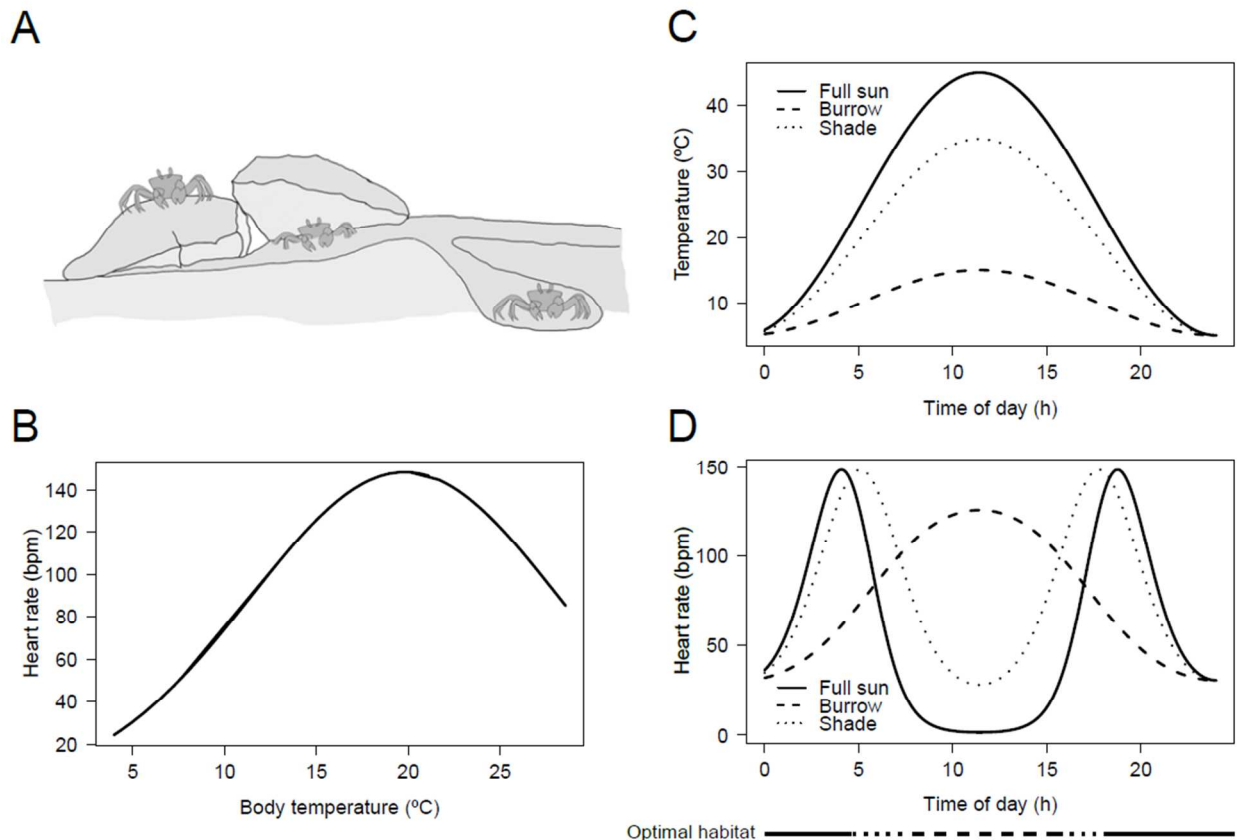 A
B
Heart rate (bpm)
140
120
100
80
60
40
20
5
10
15
20
25
Body temperature (ºC)
C
Temperature (ºC)
40
30
20
10
Full sun
Burrow
Shade
0
5
10
15
20
Time of day (h)
D
Heart rate (bpm)
150
100
50
0
Full sun
Burrow
Shade
0
5
10
15
20
Time of day (h)
Optimal habitat